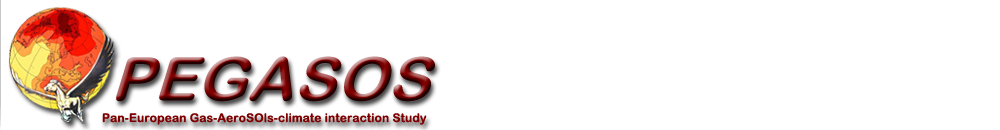 PEGASOS
Pan-European Gas-AeroSOls-climate interaction Study